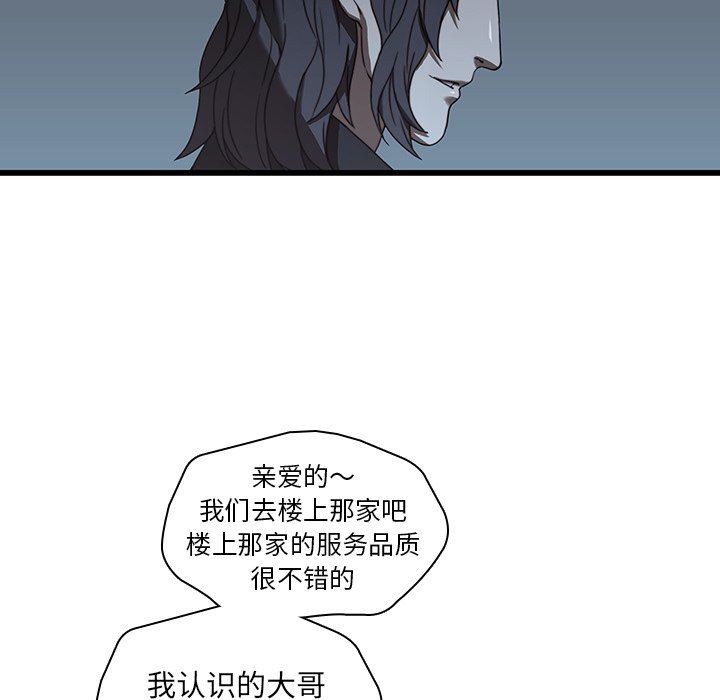 亲爱的～
我们去楼上那家吧
楼上那家的服务品质
很不错的
我认识的大哥